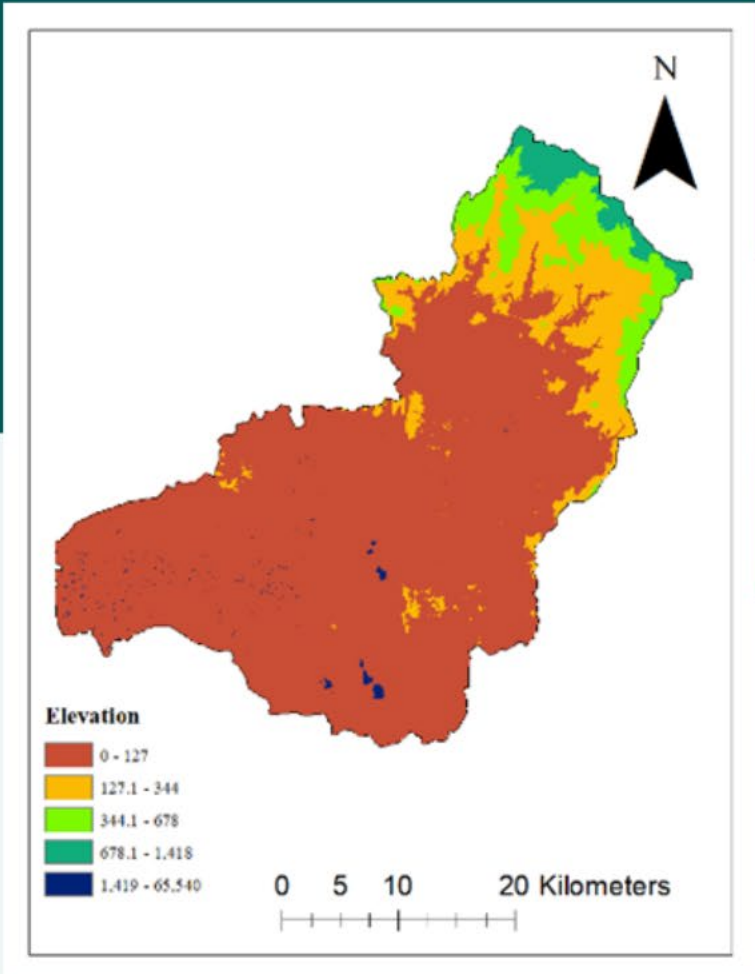 N
Elevation
0 - 127
127.1 - 344
344.1 - 678
678.1 - 1,418
1,419 - 65,540
0 5 10 20 Kilometers